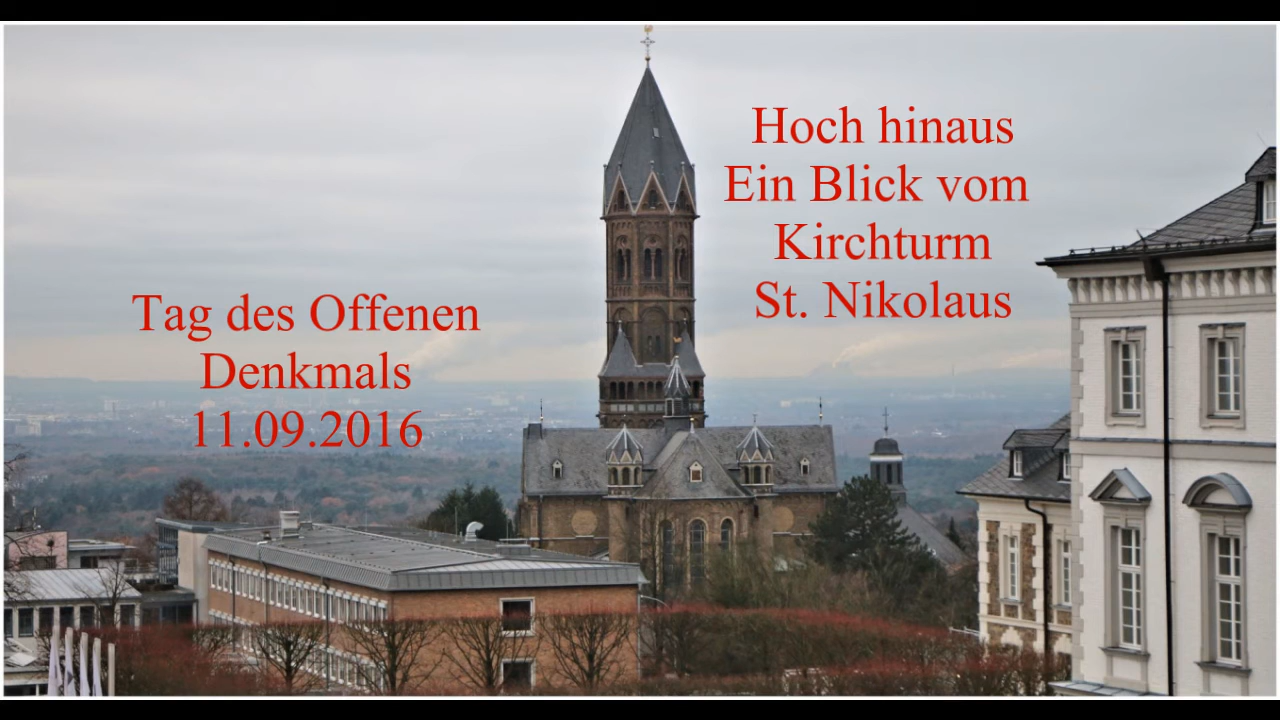 Tag des Offenen
Denkmals
11.09.2016
Hoch hinaus
Ein Blick vom
Kirchturm
St. Nikolaus